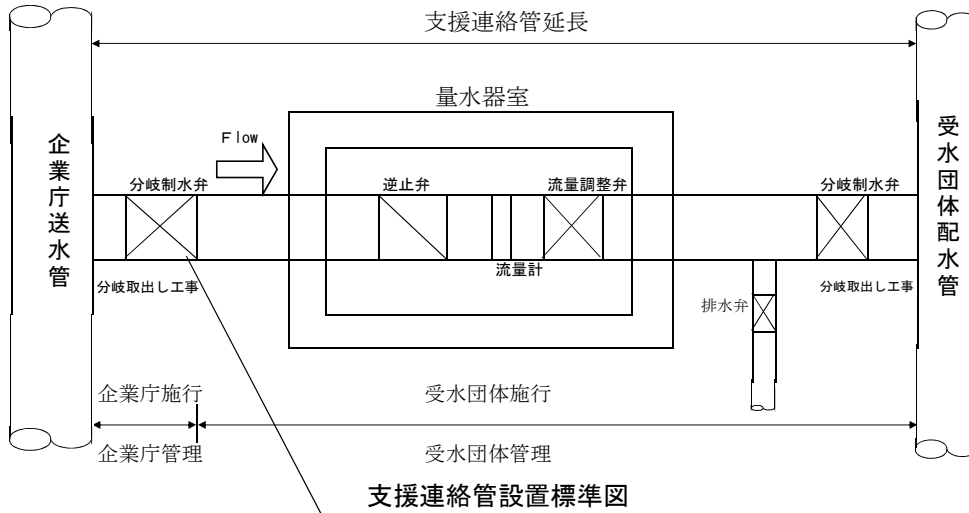 支援連絡管延長
量水器室
企業庁送水管
Flow
分岐制水弁
逆止弁
流量調整弁
分岐制水弁
受水団体配水管
流量計
分岐取出し工事
分岐取出し工事
排水弁
企業庁施行
受水団体施行
企業庁管理
受水団体管理
支援連絡管設置標準図